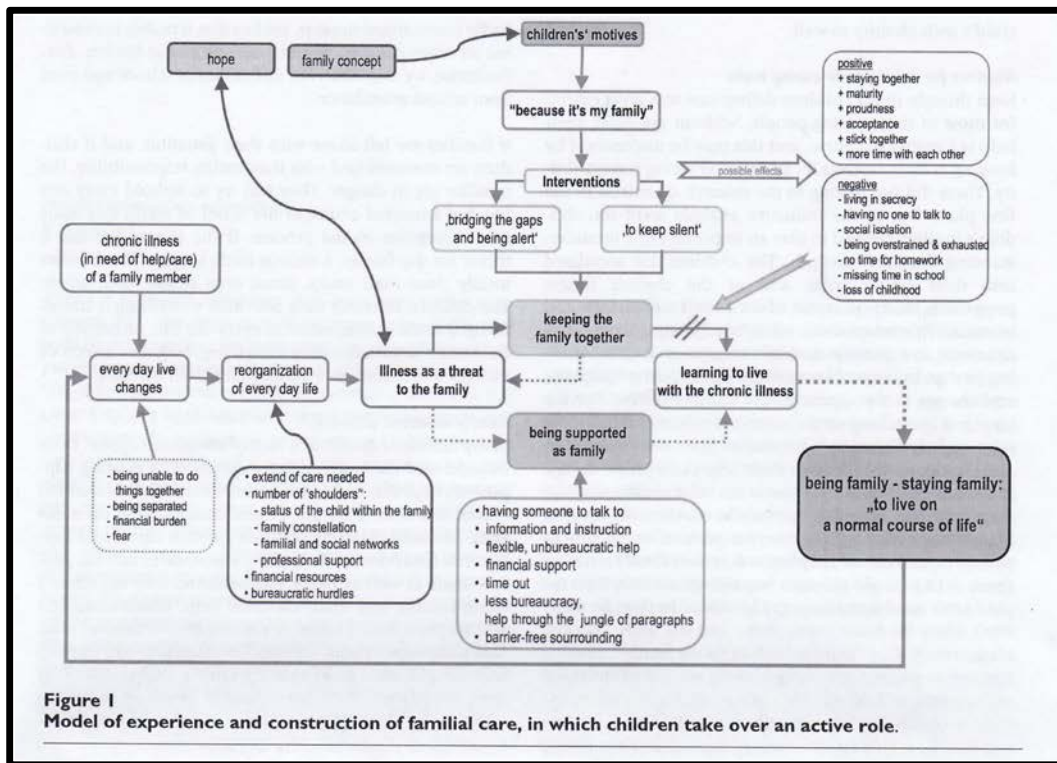 children's' motives
hope
family concept
"because it's my family"
positive
+ staying together
+ maturity
+ proudness
+ acceptance
+ stick together
+ more time with each other
possible effects
Interventions
negative
- living in secrecy
- having no one to talk to
- social isolation
- being overstrained & exhausted
- no time for homework
- missing time in school
- loss of childhood
'bridging the gaps
and being alert'
'to keep silent'
chronic illness
(in need of help/care)
of a family member
keeping the
family together
every day live
changes
reorganization
of every day life
Illness as a threat
to the family
learning to live
with the chronic illness
being supported
as family
- being unable to do
things together
- being separated
- financial burden
- fear
• extend of care needed
• number of 'shoulders':
- status of the child within the family
- family constellation
- familial and social networks
- professional support
• financial resources
• bureaucratic hurdles
• having someone to talk to
• information and instruction
• flexible, unbureaucratic help
• financial support
• time out
• less bureaucracy,
help through the jungle of paragraphs
• barrier-free sourrounding
being family - staying family:
„to live on
a normal course of life“
Figure 1
Model of experience and construction of familial care, in which children take over an active role.